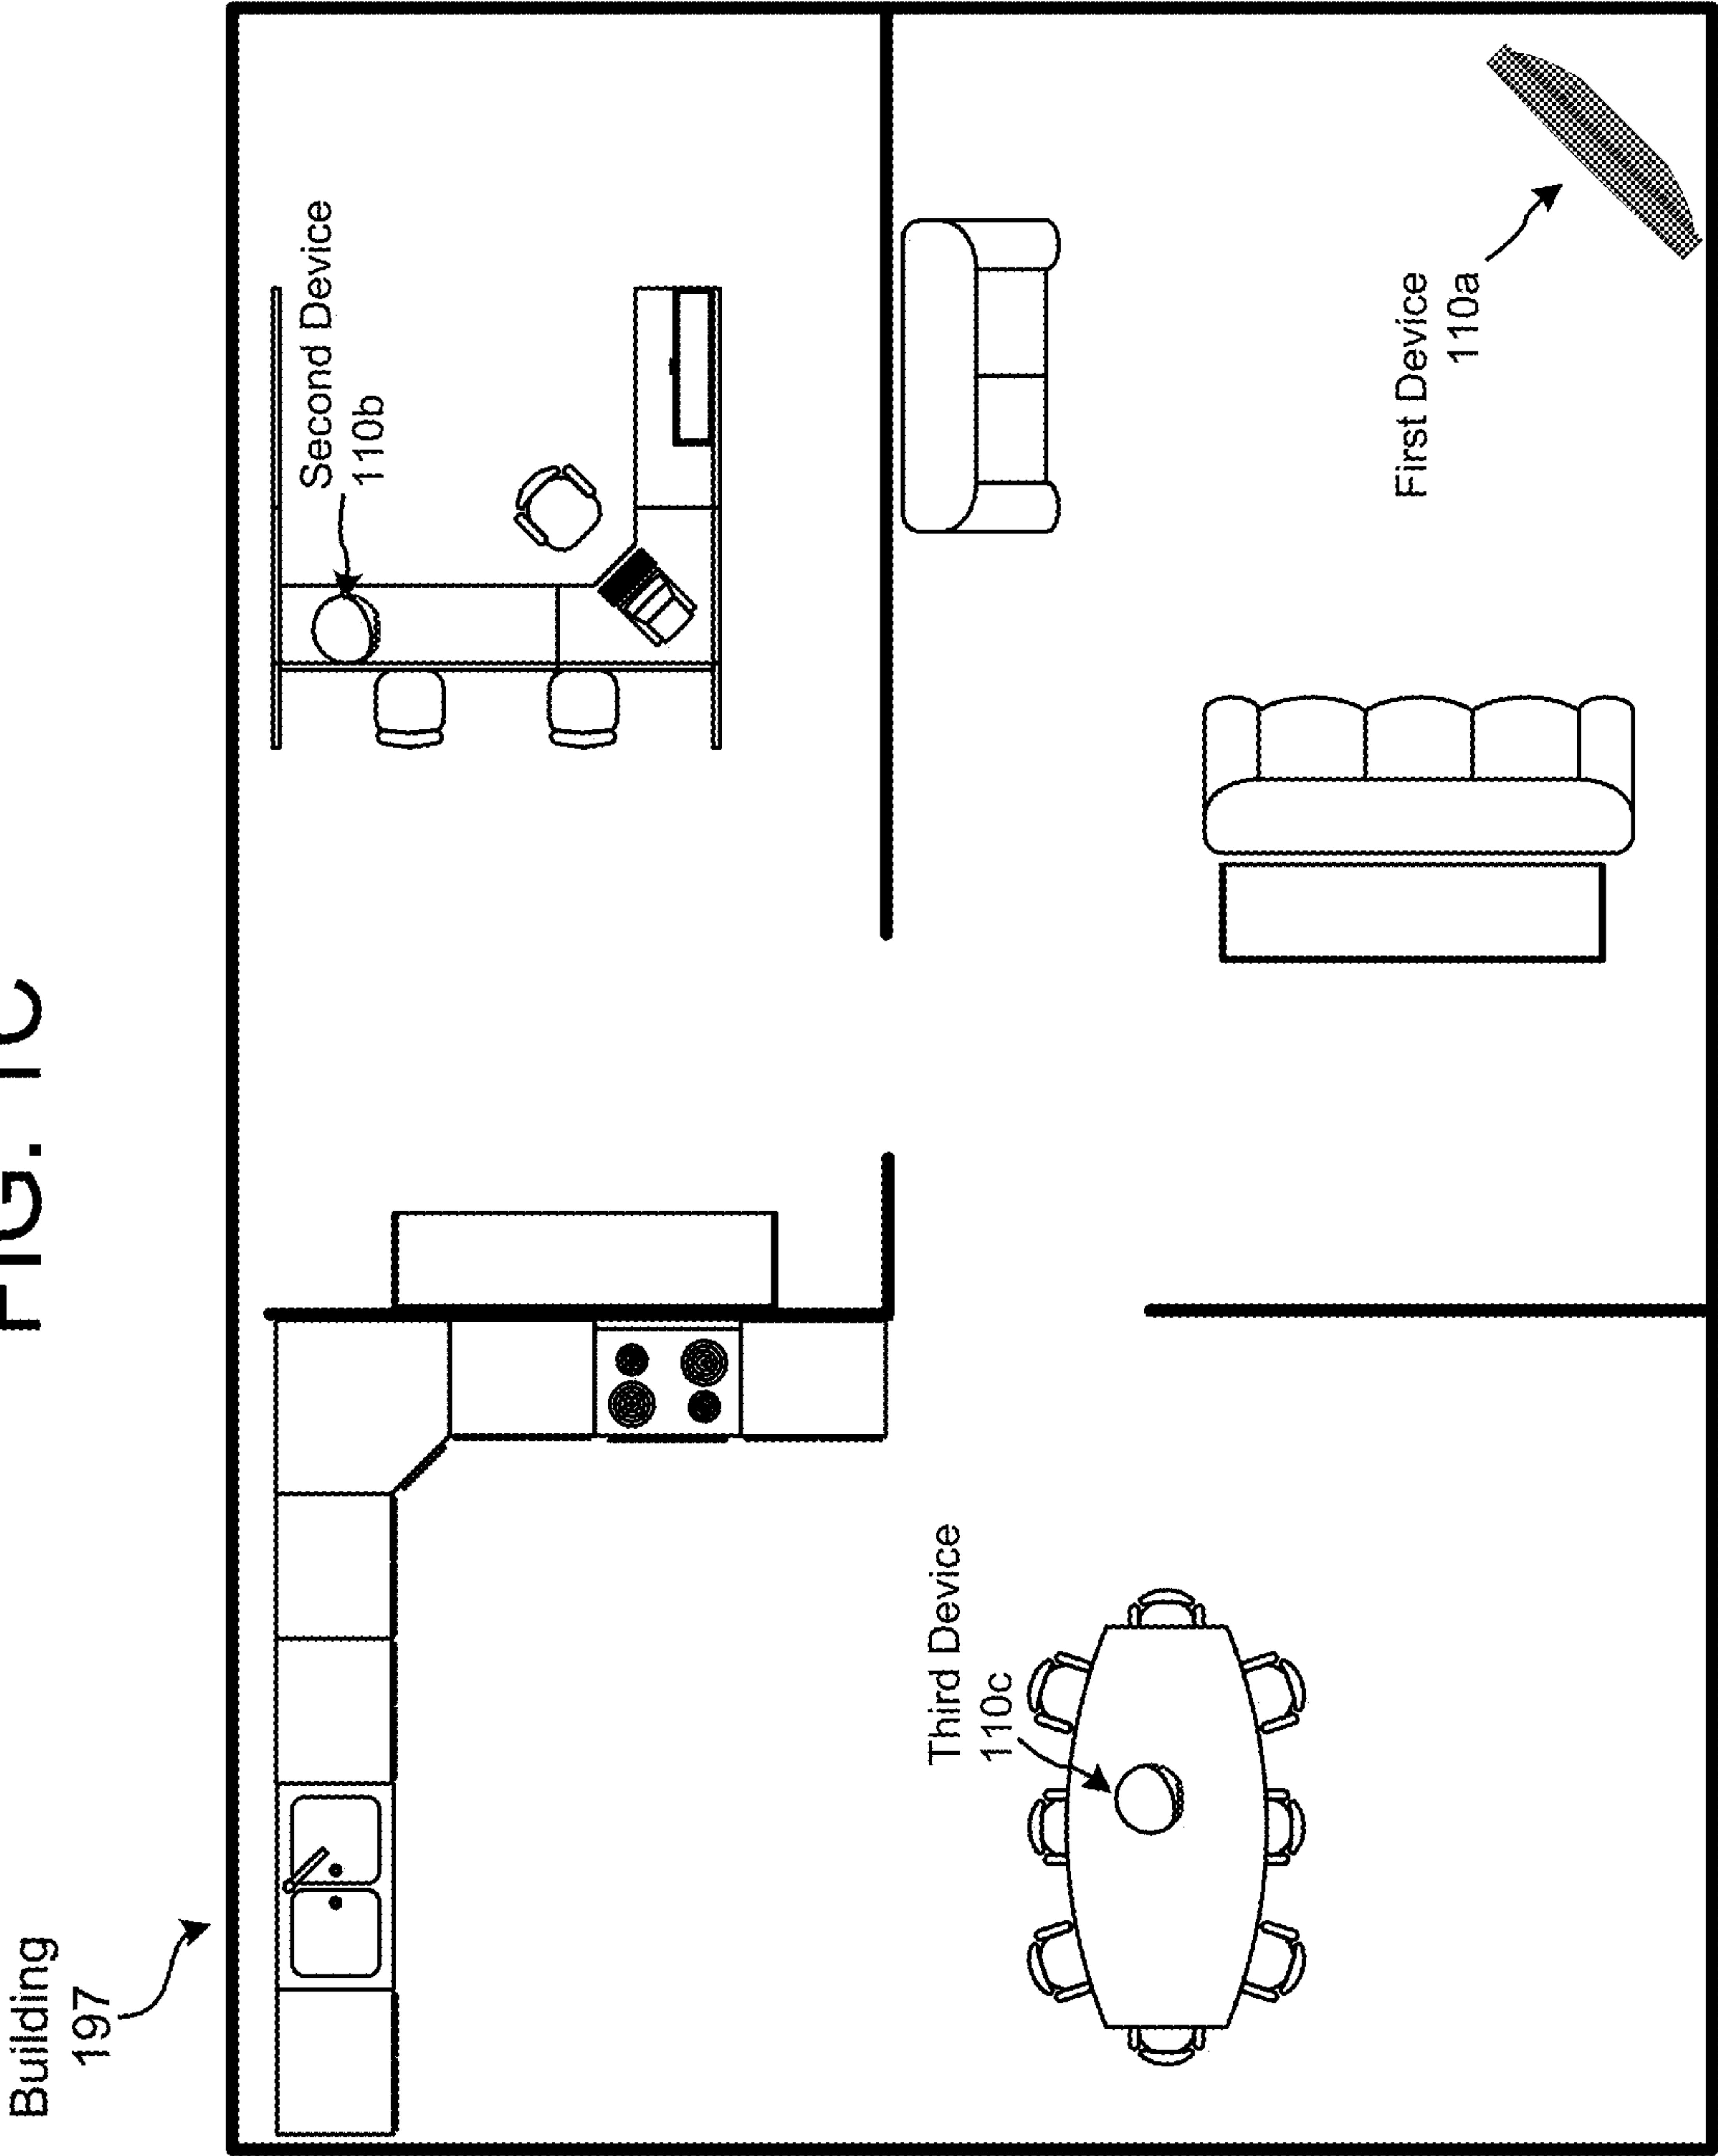 FIG. 1C
Building
197
Second Device
110b
Third Device
110c
First Device
110a